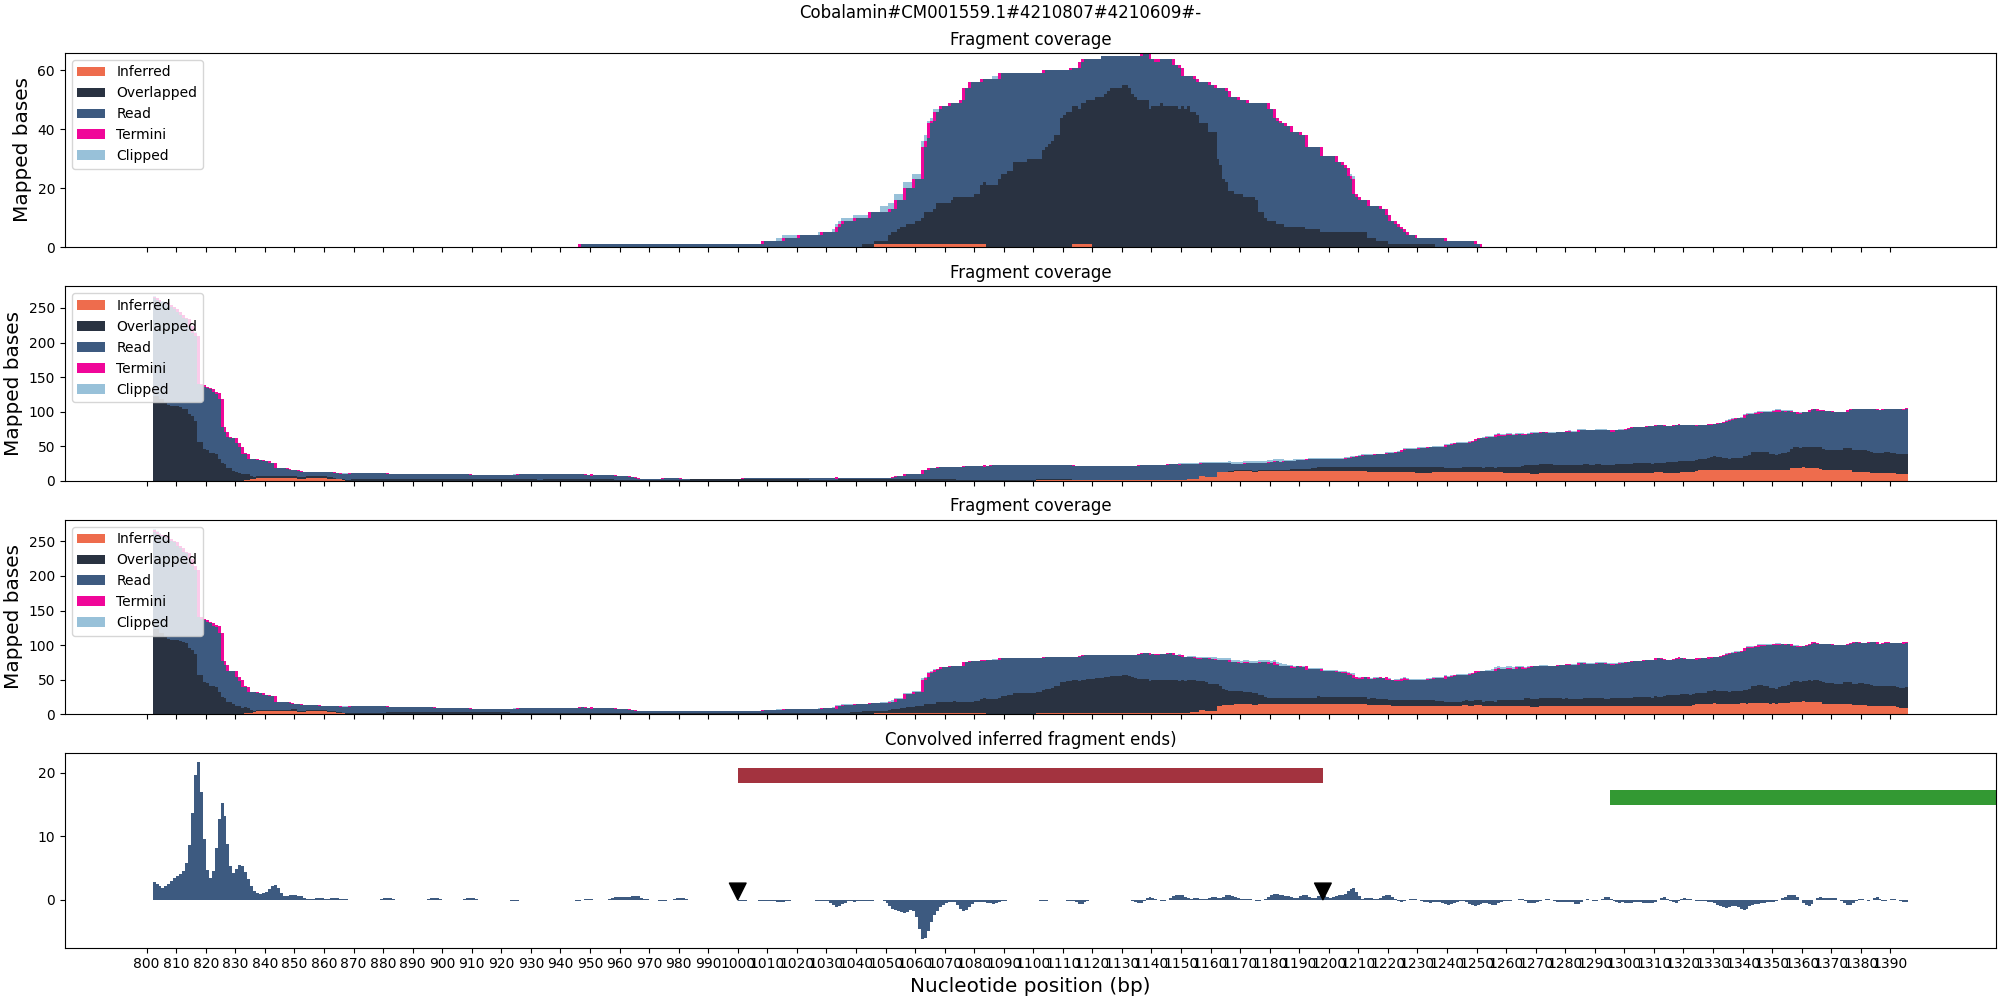 Cobalamin#CM001559.1#4210807#4210609#-
Fragment coverage
Mapped bases
60
40
20
0
Inferred
Overlapped
Read
Termini
Clipped
Fragment coverage
Mapped bases
250
200
150
100
50
0
Inferred
Overlapped
Read
Termini
Clipped
Fragment coverage
Mapped bases
250
200
150
100
50
0
Inferred
Overlapped
Read
Termini
Clipped
Convolved inferred fragment ends)
20
10
0
800 810 820 830 840 850 860 870 880 890 900 910 920 930 940 950 960 970 980 990 1000 1010 1020 1030 1040 1050 1060 1070 1080 1090 1100 1110 1120 1130 1140 1150 1160 1170 1180 1190 1200 1210 1220 1230 1240 1250 1260 1270 1280 1290 1300 1310 1320 1330 1340 1350 1360 1370 1380 1390
Nucleotide position (bp)